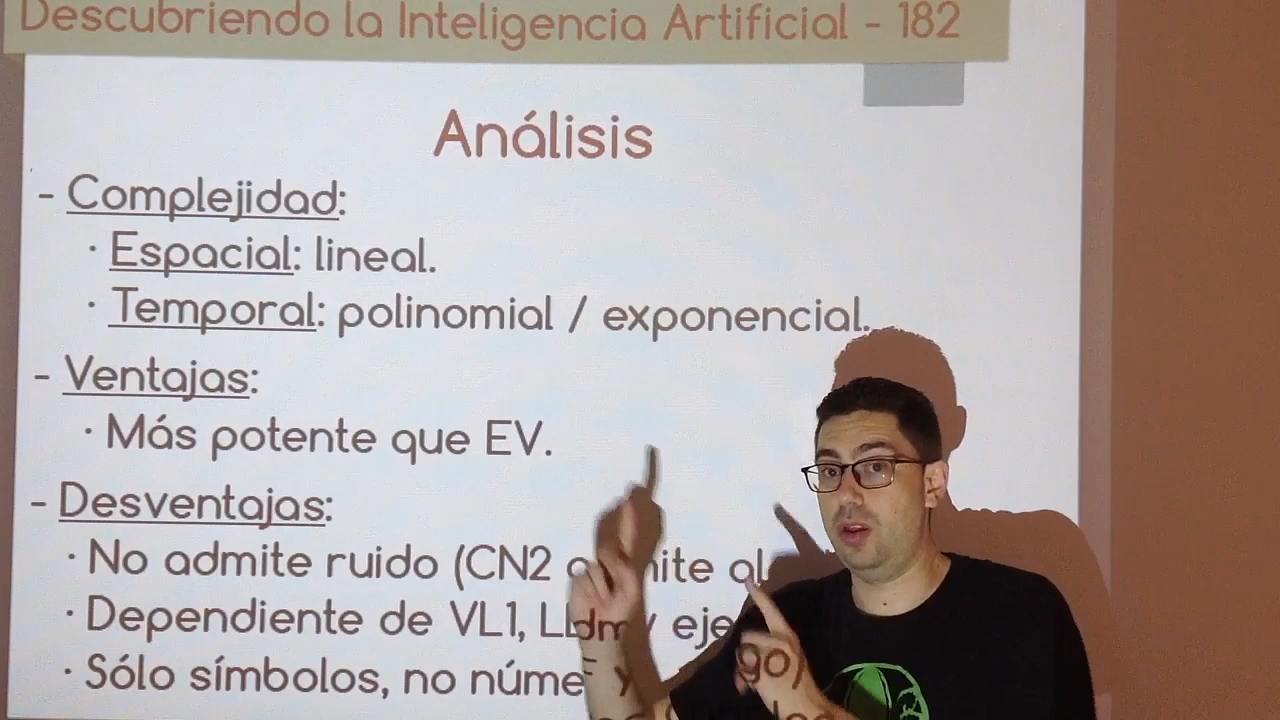 Descubriendo la Inteligencia Artificial - 182
Análisis
- Complejidad:
· Espacial: lineal.
· Temporal: polinomial / exponencial.
- Ventajas:
· Más potente que EV.
- Desventajas:
· No admite ruido (CN2
· Dependiente de VL1,
· Sólo símbolos, no